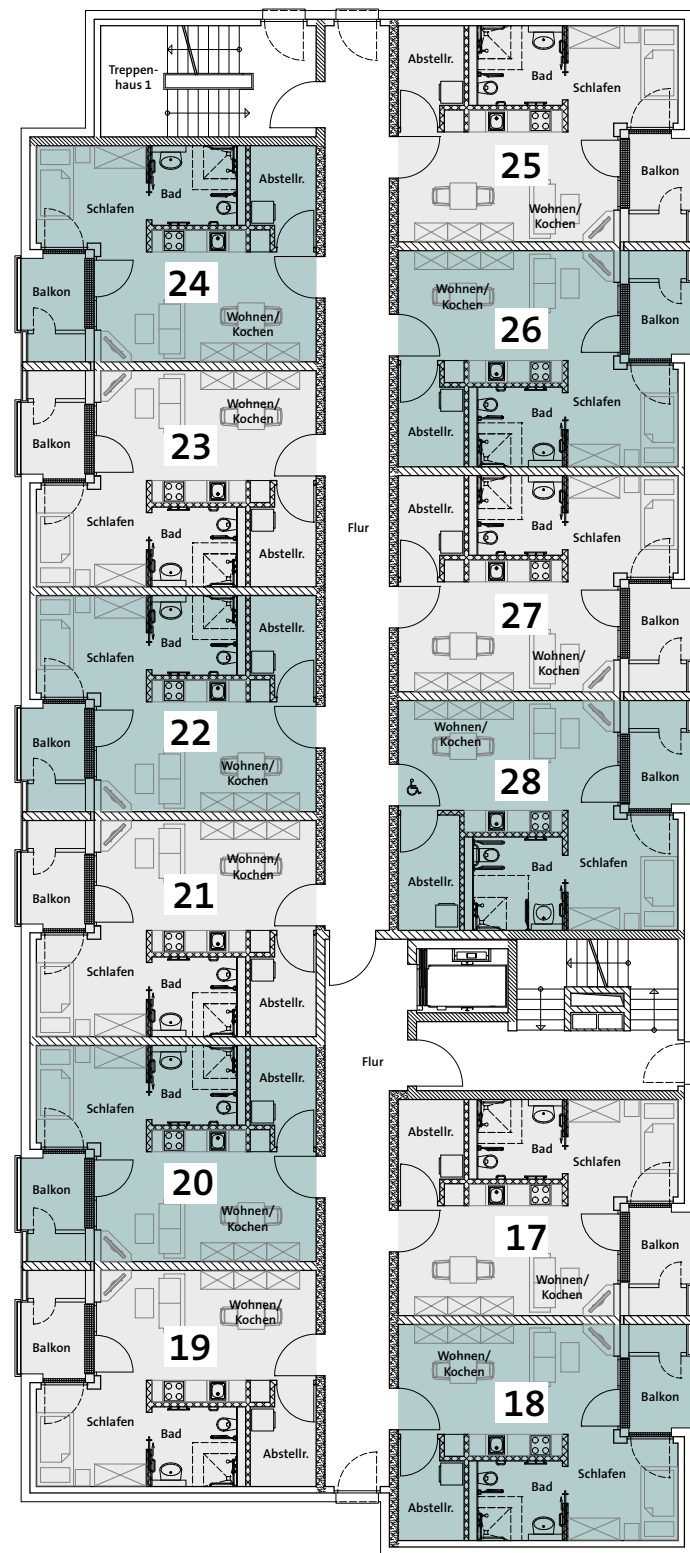 Treppen-
haus 1
Abstellr.
Bad
Schlafen
25
Balkon
Wohnen/
Kochen
Schlafen
Bad
Abstellr.
24
Balkon
Wohnen/
Kochen
Wohnen/
Kochen
26
Balkon
Schlafen
Bad
Abstellr.
Wohnen/
Kochen
23
Balkon
Schlafen
Bad
Abstellr.
Flur
Abstellr.
Bad
Schlafen
27
Balkon
Wohnen/
Kochen
Schlafen
Bad
Abstellr.
22
Balkon
Wohnen/
Kochen
Wohnen/
Kochen
28
Balkon
Schlafen
Bad
Abstellr.
Wohnen/
Kochen
21
Balkon
Schlafen
Bad
Abstellr.
Flur
Schlafen
Bad
Abstellr.
20
Balkon
Wohnen/
Kochen
Abstellr.
Bad
Schlafen
17
Balkon
Wohnen/
Kochen
Wohnen/
Kochen
19
Balkon
Schlafen
Bad
Abstellr.
Wohnen/
Kochen
18
Balkon
Schlafen
Bad
Abstellr.